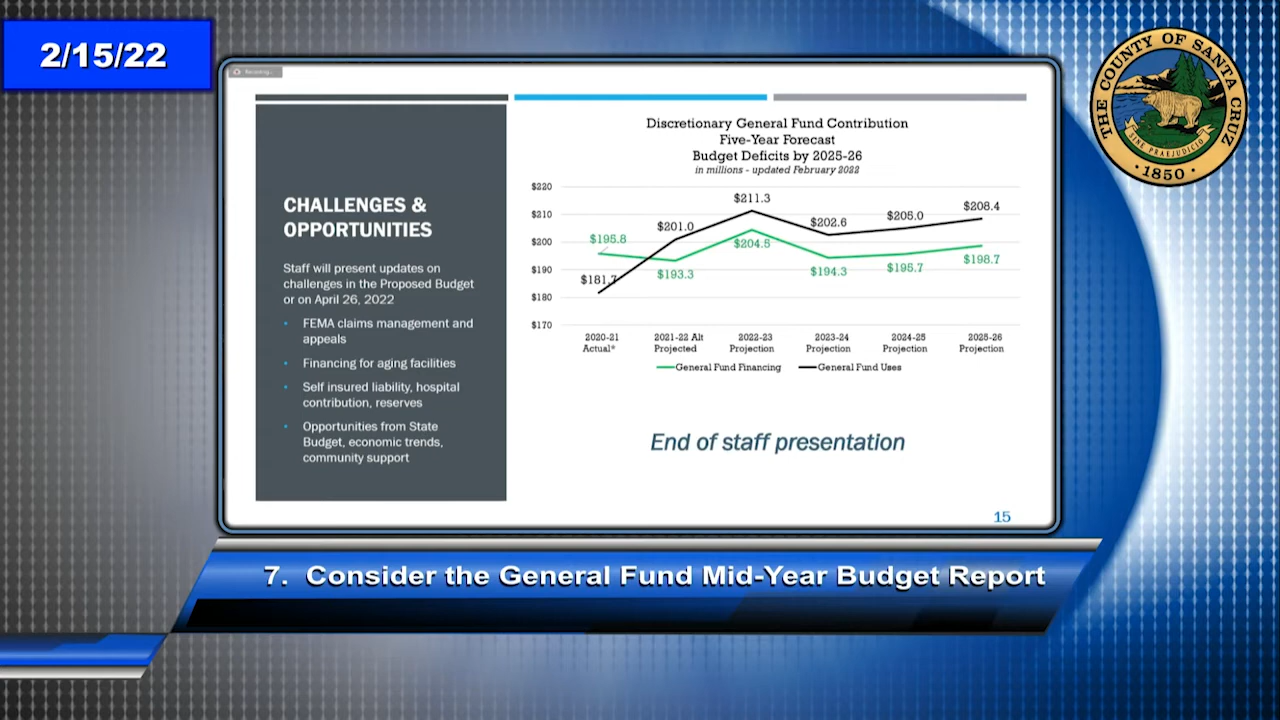 2/15/22
Recording...
THE COUNTY OF SANTA CRUZ
SINE PRAEJUDICIO
• 1850 •
CHALLENGES &
OPPORTUNITIES
Staff will present updates on
challenges in the Proposed Budget
or on April 26, 2022
• FEMA claims management and
appeals
• Financing for aging facilities
• Self insured liability, hospital
contribution, reserves
• Opportunities from State
Budget, economic trends,
community support
Discretionary General Fund Contribution
Five-Year Forecast
Budget Deficits by 2025-26
in millions - updated February 2022
$220
$210
$200
$190
$180
$170
$195.8
$181.7
$201.0
$193.3
$211.3
$204.5
$202.6
$194.3
$205.0
$195.7
$208.4
$198.7
2020-21 2021-22 Alt 2022-23 2023-24 2024-25 2025-26
Actual* Projected Projection Projection Projection Projection
General Fund Financing General Fund Uses
End of staff presentation
15
7. Consider the General Fund Mid-Year Budget Report